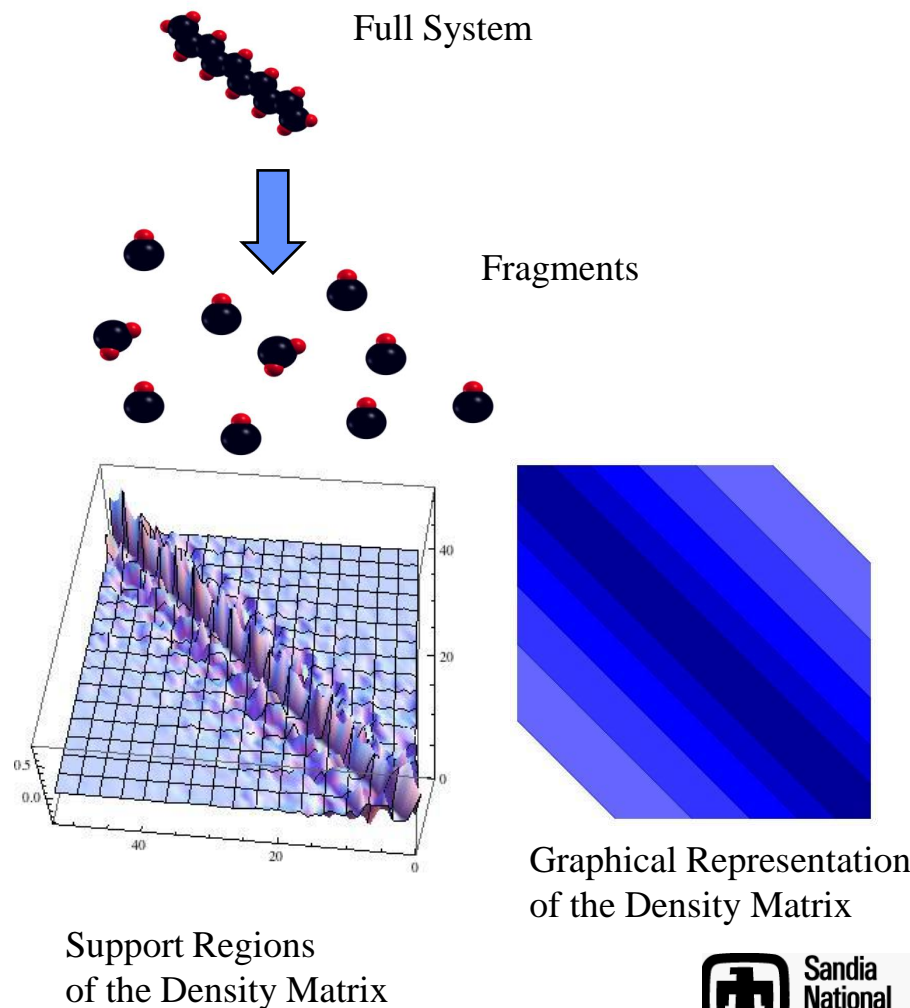 Full System
Fragments
40
20
0
0.5
0.0
40
20
0
Graphical Representation
of the Density Matrix
Support Regions
of the Density Matrix
Sandia
National